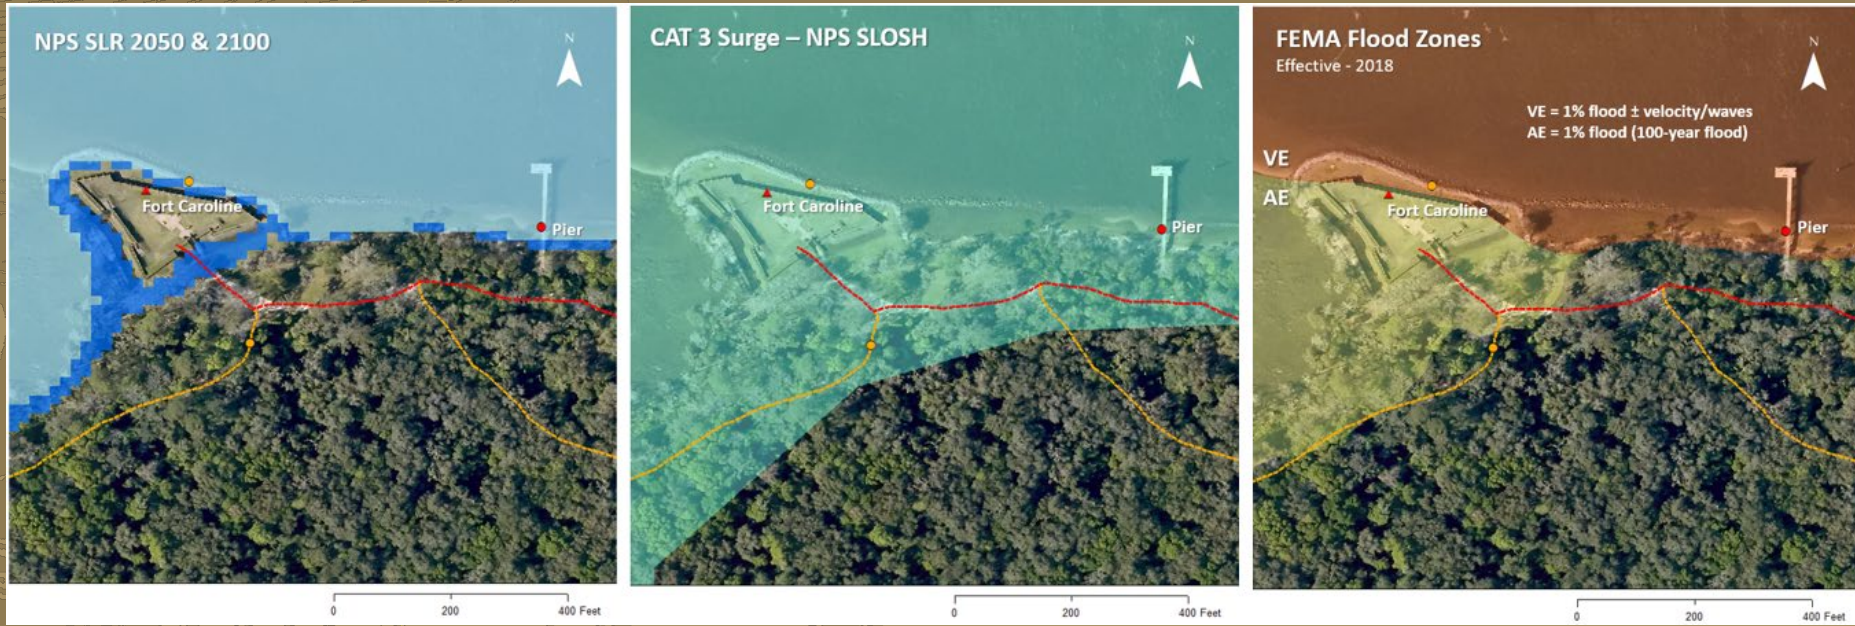 NPS SLR 2050 & 2100
N
Fort Caroline
Pier
0 200 400 Feet
CAT 3 Surge – NPS SLOSH
N
Fort Caroline
Pier
0 200 400 Feet
FEMA Flood Zones
Effective - 2018
N
VE = 1% flood ± velocity/waves
AE = 1% flood (100-year flood)
VE
AE
Fort Caroline
Pier
0 200 400 Feet